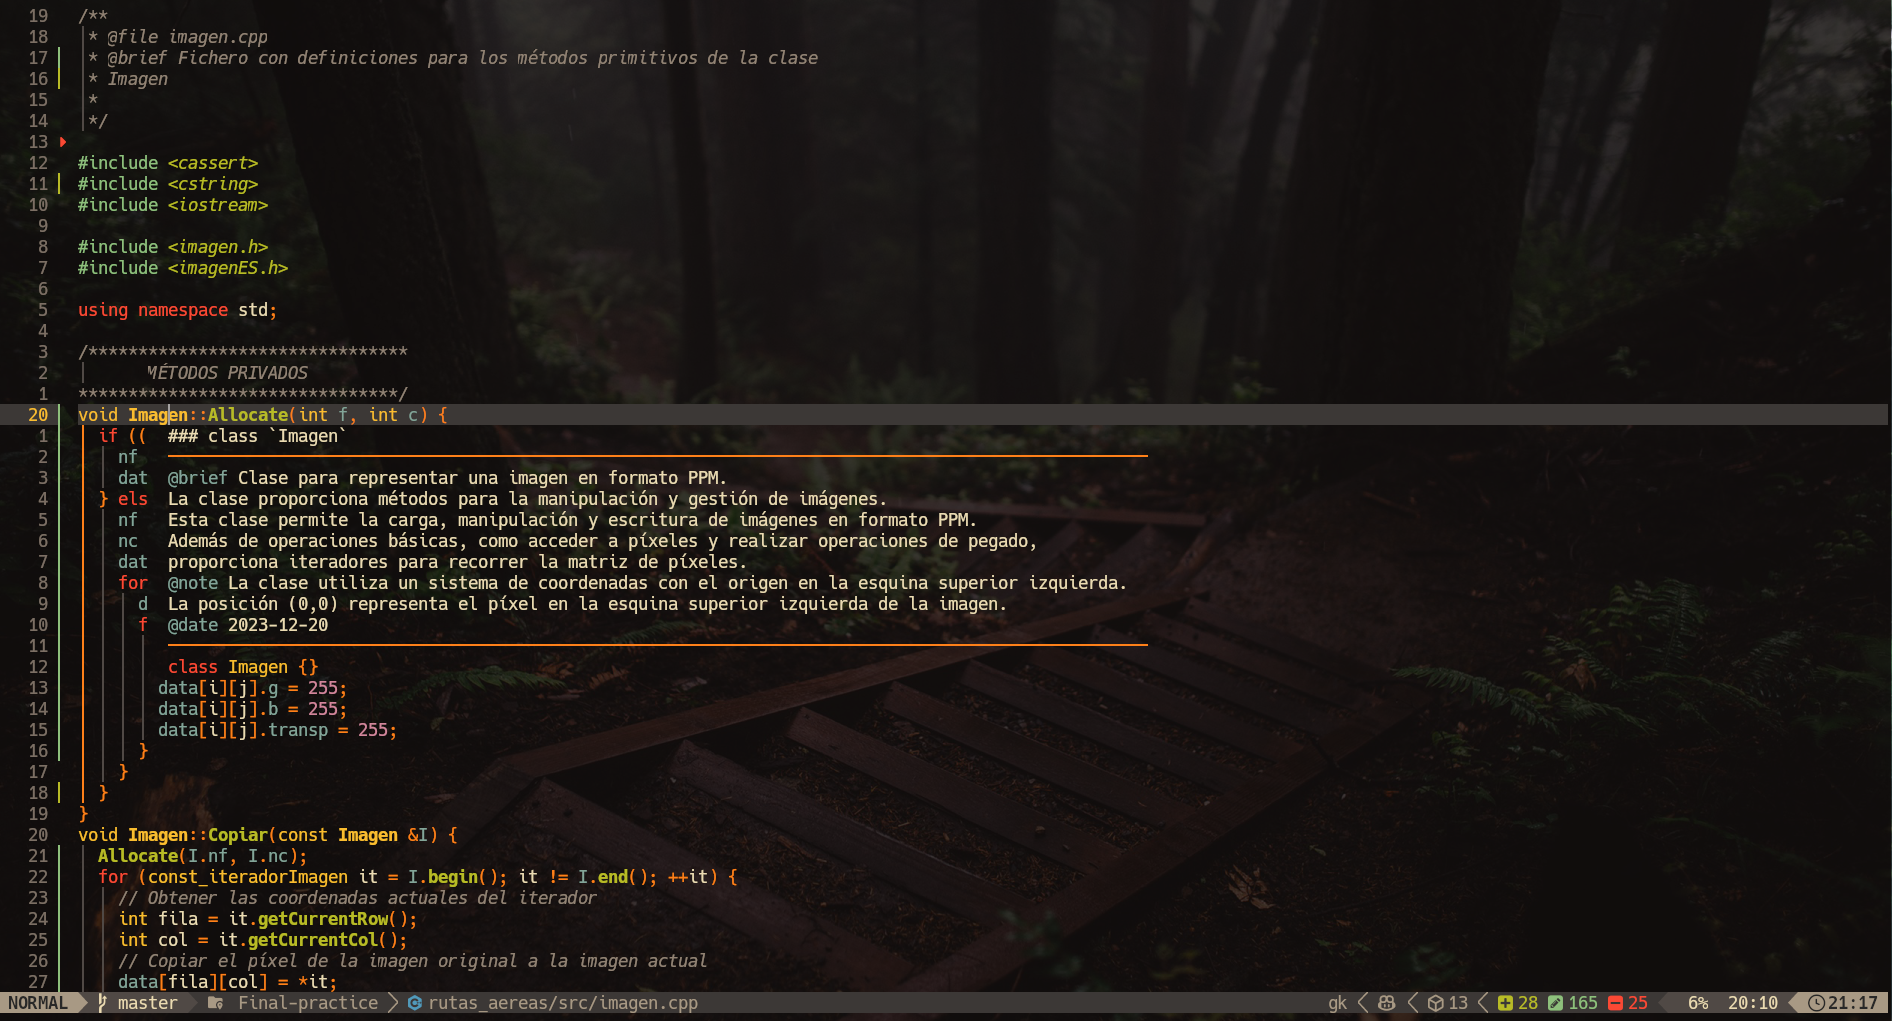 19 /**
18  * @file imagen.cpp
17  * @brief Fichero con definiciones para los métodos primitivos de la clase
16  * Imagen
15  *
14  */
13
12 #include <cassert>
11 #include <cstring>
10 #include <iostream>
9
8 #include <imagen.h>
7 #include <imagenES.h>
6
5 using namespace std;
4
3 /********************************
2        MÉTODOS PRIVADOS
1 ********************************/
20 void Imagen::Allocate(int f, int c) {
1   if (( ### class `Imagen`
2     nf
3     dat @brief Clase para representar una imagen en formato PPM.
4   } els La clase proporciona métodos para la manipulación y gestión de imágenes.
5     nf Esta clase permite la carga, manipulación y escritura de imágenes en formato PPM.
6     nc Además de operaciones básicas, como acceder a píxeles y realizar operaciones de pegado,
7     dat proporciona iteradores para recorrer la matriz de píxeles.
8     for @note La clase utiliza un sistema de coordenadas con el origen en la esquina superior izquierda.
9       d La posición (0,0) representa el píxel en la esquina superior izquierda de la imagen.
10       f @date 2023-12-20
11
12         class Imagen {}
13         data[i][j].g = 255;
14         data[i][j].b = 255;
15         data[i][j].transp = 255;
16       }
17     }
18   }
19 }
20 void Imagen::Copiar(const Imagen &I) {
21   Allocate(I.nf, I.nc);
22   for (const_iteradorImagen it = I.begin(); it != I.end(); ++it) {
23     // Obtener las coordenadas actuales del iterador
24     int fila = it.getCurrentRow();
25     int col = it.getCurrentCol();
26     // Copiar el píxel de la imagen original a la imagen actual
27     data[fila][col] = *it;
NORMAL master Final-practice rutas_aereas/src/imagen.cpp gk 13 28 165 25 6% 20:10 21:17